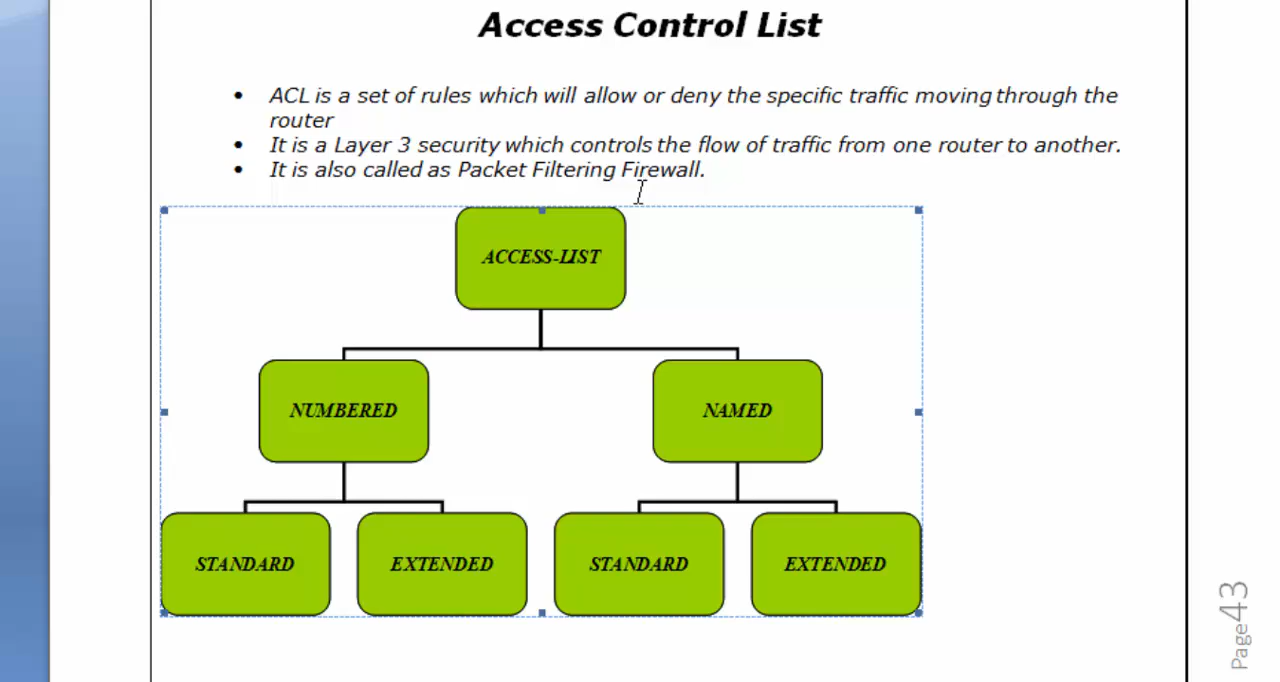 Access Control List
• ACL is a set of rules which will allow or deny the specific traffic moving through the
router
• It is a Layer 3 security which controls the flow of traffic from one router to another.
• It is also called as Packet Filtering Firewall.
ACCESS-LIST
NUMBERED
NAMED
STANDARD
EXTENDED
STANDARD
EXTENDED
Page43